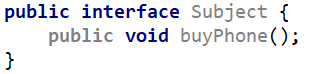 public interface Subject {
    public void buyPhone();
}